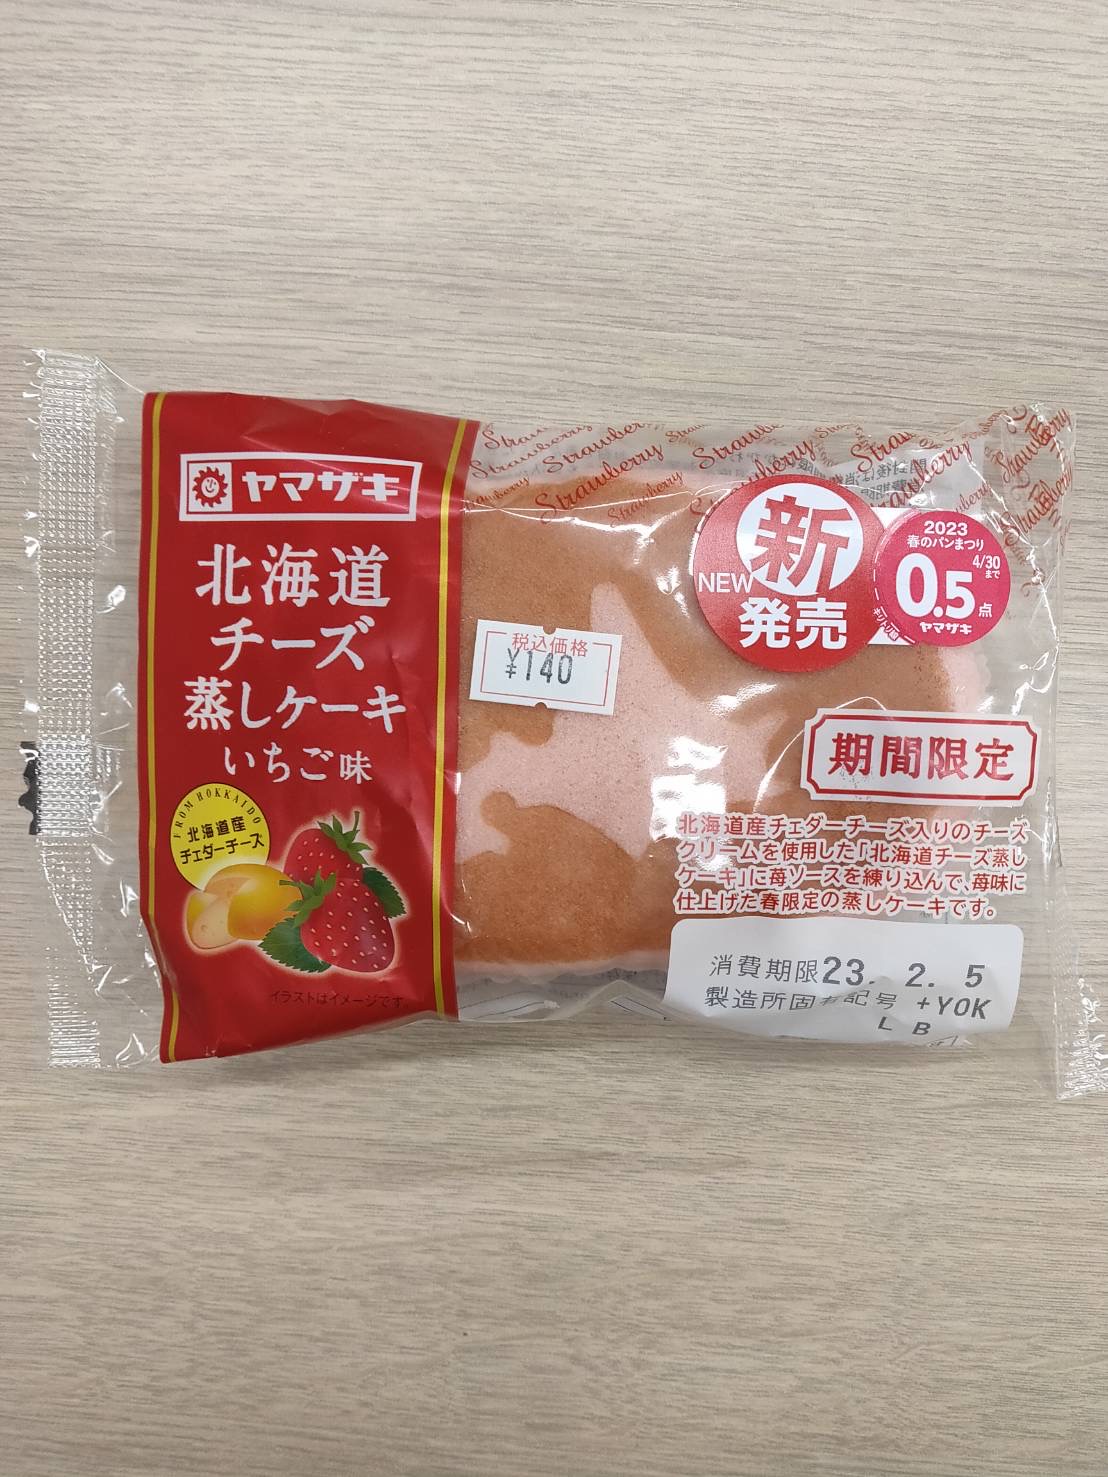 ヤマザキ
北海道
チーズ
蒸しケーキ
いちご味
FROM HOKKAIDO
北海道産
チェダーチーズ
イラストはイメージです。
Strawberry
Strawberry
Strawberry
税込価格
¥140
新
NEW
発売
2023
春のパンまつり
4/30
まで
0.5点
ヤマザキ
期間限定
北海道産チェダーチーズ入りのチーズ
クリームを使用した「北海道チーズ蒸し
ケーキ」に苺ソースを練り込んで、苺味に
仕上げた春限定の蒸しケーキです。
消費期限23. 2. 5
製造所固有記号 +YOK
L B